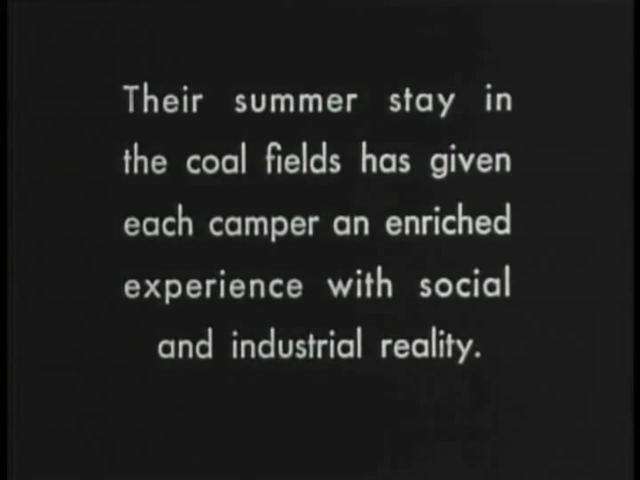 Their summer stay in
the coal fields has given
each camper an enriched
experience with social
and industrial reality.